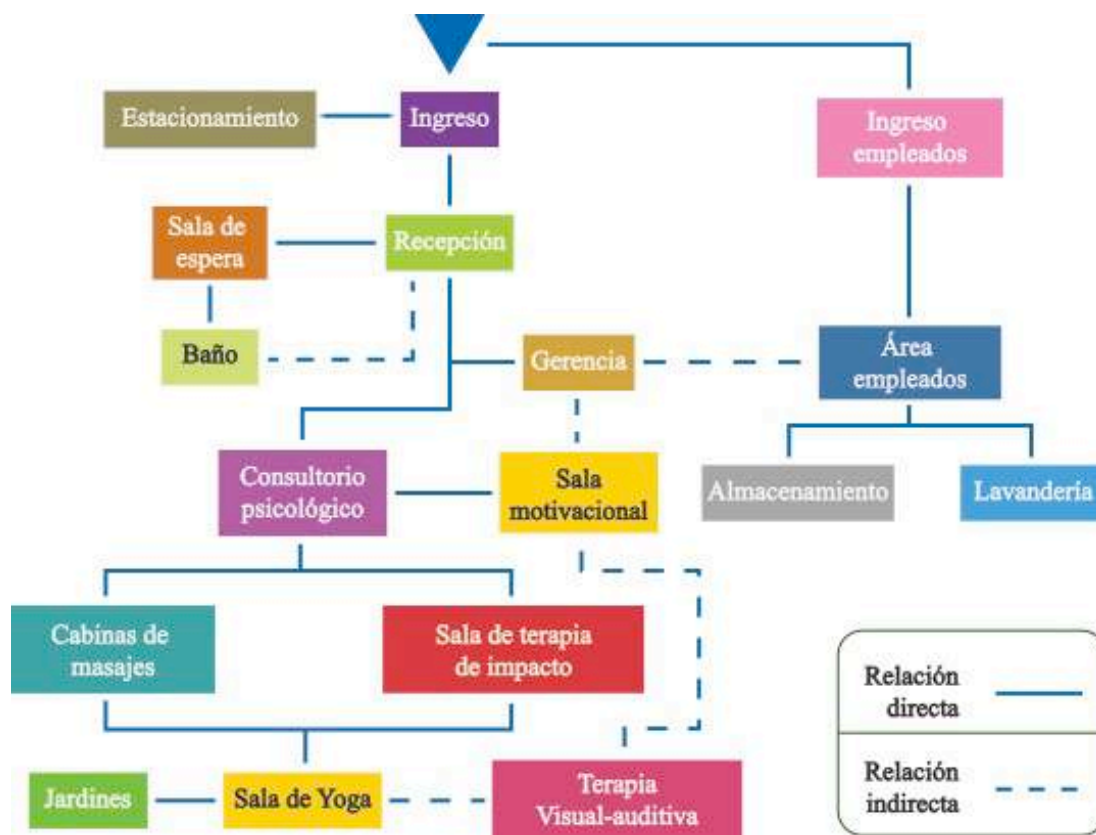 Estacionamiento
Ingreso
Ingreso
empleados
Sala de
espera
Recepción
Baño
Gerencia
Área
empleados
Consultorio
psicológico
Sala
motivacional
Almacenamiento
Lavandería
Cabinas de
masajes
Sala de terapia
de impacto
Relación
directa
Jardines
Sala de Yoga
Terapia
Visual-auditiva
Relación
indirecta